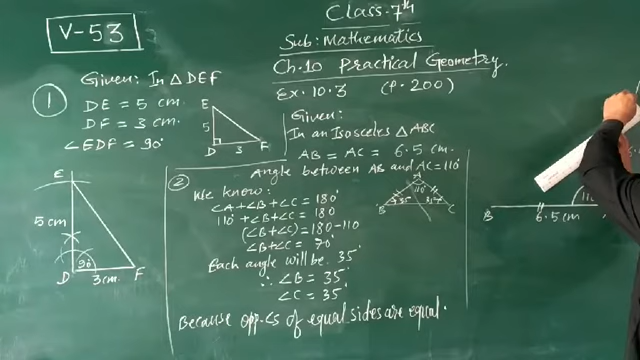 V-53
Class-7th
Sub: Mathematics
Ch.10 Practical Geometry.
Ex. 10.3 (P.200)
①
Given: In △DEF
DE = 5 cm.
DF = 3 cm.
∠EDF = 90°
E
5
D
3
F
E
5 cm
90°
D
3 cm.
F
Given:
In an Isosceles △ABC
AB = AC = 6.5 cm.
Angle between AB and AC = 110°
②
We know:
∠A+∠B+∠C = 180°
110°+∠B+∠C = 180
(∠B+∠C) = 180-110
∠B+∠C = 70°
Each angle will be 35°
∴ ∠B = 35°
∠C = 35°
Because opp.∠s of equal sides are equal.
A
110°
B
35°
C
B
6.5 cm